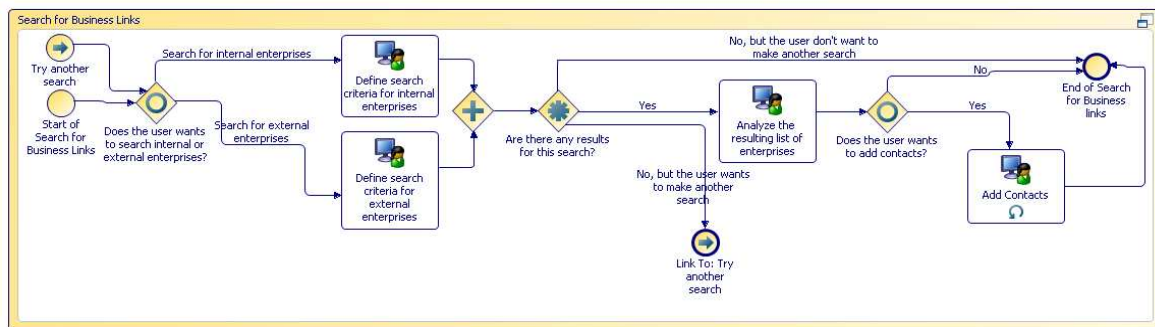 Search for Business Links
Try another
search
Start of
Search for
Business Links
Search for internal enterprises
Does the user wants
to search internal or
external enterprises?
Search for external
enterprises
Define search
criteria for internal
enterprises
Define search
criteria for
external
enterprises
Are there any results
for this search?
No, but the user don't want to
make another search
Yes
No, but the user wants
to make another
search
Link To: Try
another
search
Analyze the
resulting list of
enterprises
Does the user wants
to add contacts?
No
Yes
Add Contacts
End of Search
for Business
links